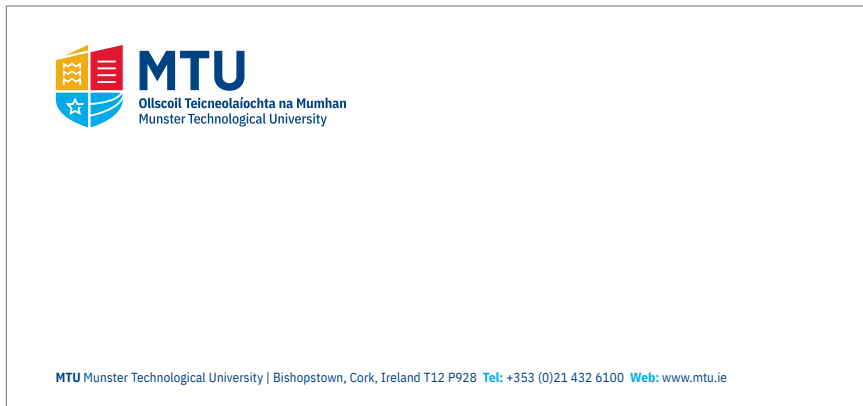 MTU
Ollscoil Teicneolaíochta na Mumhan
Munster Technological University
MTU Munster Technological University | Bishopstown, Cork, Ireland T12 P928 Tel: +353 (0)21 432 6100 Web: www.mtu.ie